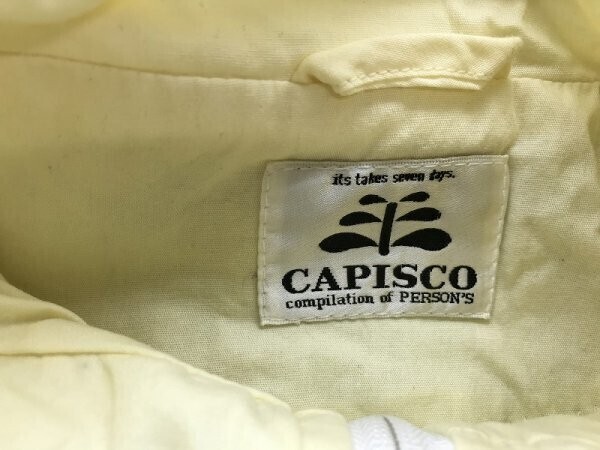 its takes seven days.
CAPISCO
compilation of PERSON'S